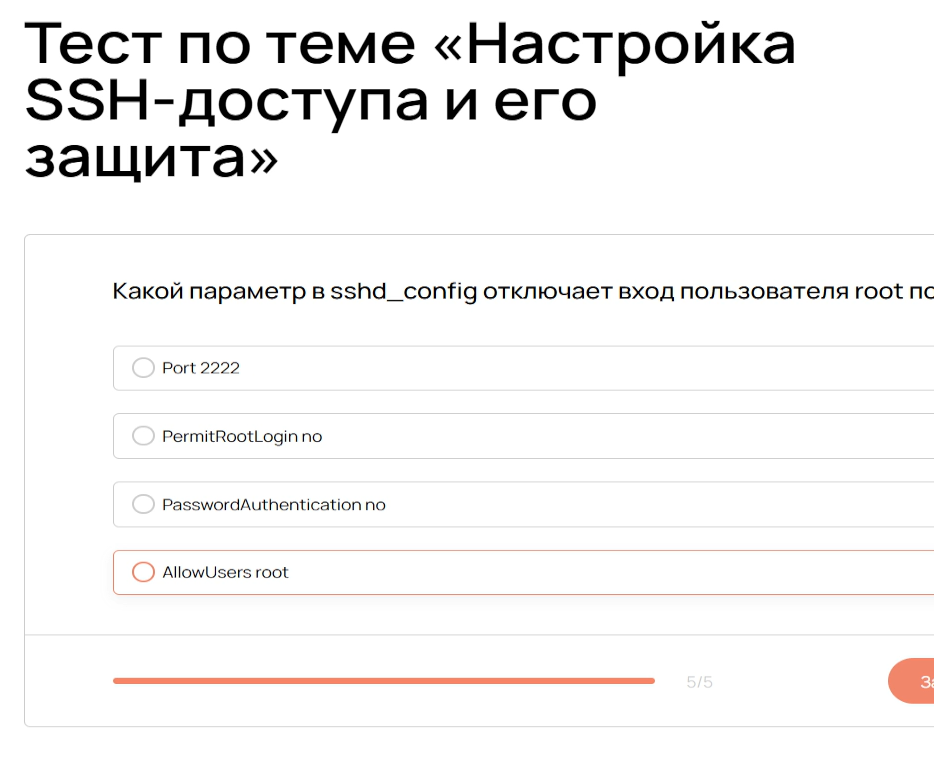 Тест по теме «Настройка
SSH-доступа и его
защита»
Какой параметр в sshd_config отключает вход пользователя root
Port 2222
PermitRootLogin no
PasswordAuthentication no
AllowUsers root
5/5